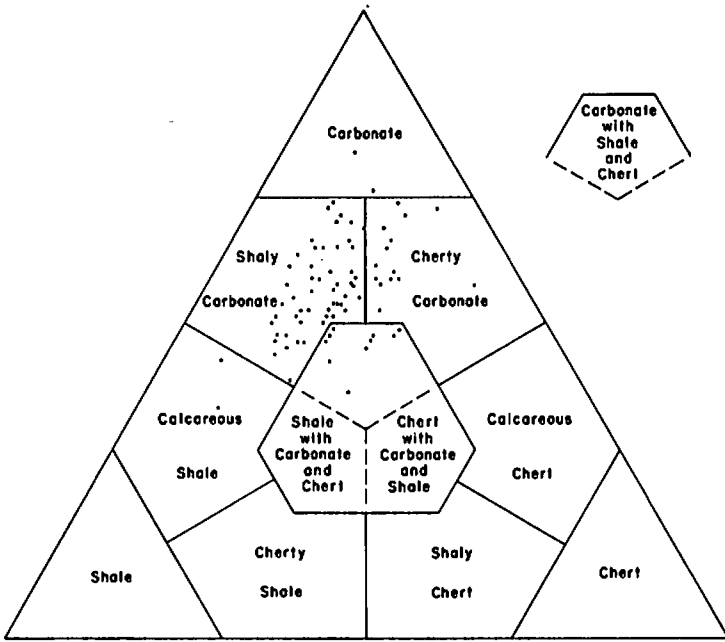 Carbonate
Carbonate
with
Shale
and
Chert
Shaly
Carbonate
Cherty
Carbonate
Calcareous
Shale
Shale
with
Carbonate
and
Chert
Chert
with
Carbonate
and
Shale
Calcareous
Chert
Shale
Cherty
Shale
Shaly
Chert
Chert